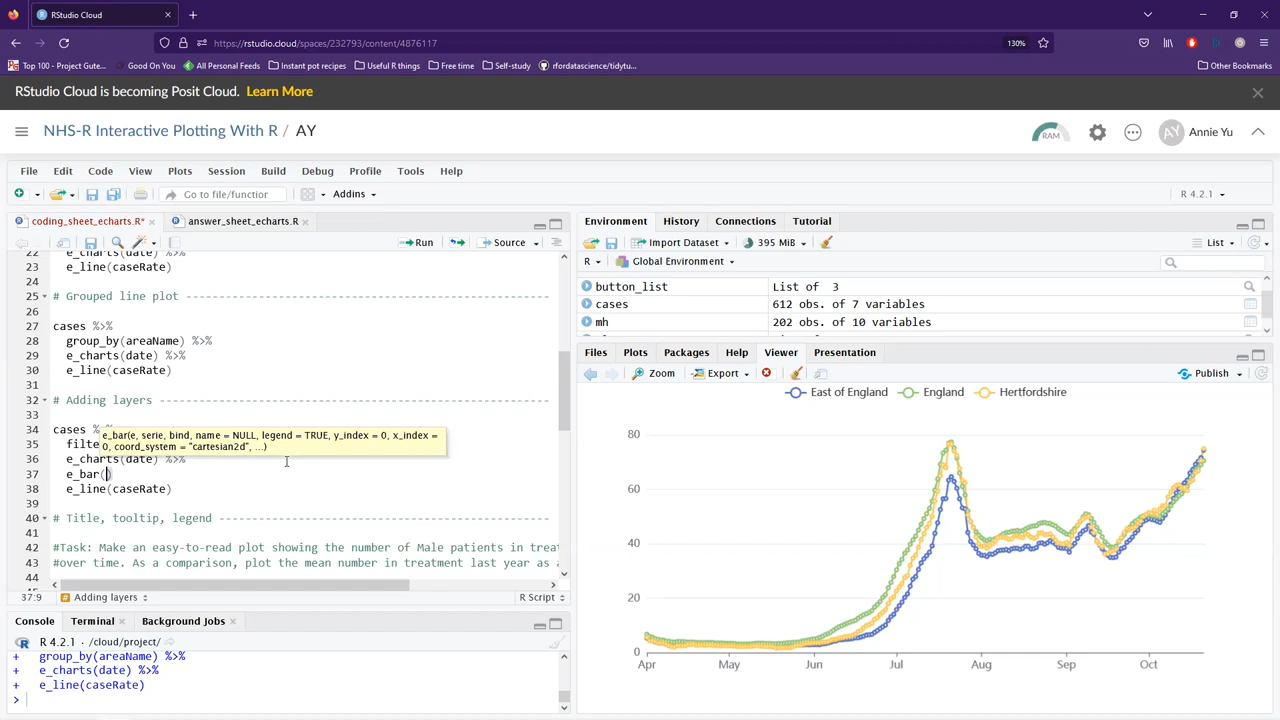 RStudio Cloud
https://rstudio.cloud/spaces/232793/content/4876117
130%
Top 100 - Project Gute...
Good On You
All Personal Feeds
Instant pot recipes
Useful R things
Free time
Self-study
rfordatascience/tidytu...
Other Bookmarks
RStudio Cloud is becoming Posit Cloud. Learn More
NHS-R Interactive Plotting With R / AY
RAM
AY
Annie Yu
File Edit Code View Plots Session Build Debug Profile Tools Help
Go to file/function
Addins
R 4.2.1
coding_sheet_echarts.R*
answer_sheet_echarts.R
Run
Source
22 e_charts(date) %>%
23 e_line(caseRate)
24
25 # Grouped line plot
26
27 cases %>%
28 group_by(areaName) %>%
29 e_charts(date) %>%
30 e_line(caseRate)
31
32 # Adding layers
33
34 cases %>%
e_bar(e, serie, bind, name = NULL, legend = TRUE, y_index = 0, x_index =
0, coord_system = "cartesian2d", ...)
35 filte
36 e_charts(date) %>%
37 e_bar()
38 e_line(caseRate)
39
40 # Title, tooltip, legend
41
42 #Task: Make an easy-to-read plot showing the number of Male patients in treat
43 #over time. As a comparison, plot the mean number in treatment last year as a
44
37:9
Adding layers
R Script
Console
Terminal
Background Jobs
R 4.2.1 · /cloud/project/
+ group_by(areaName) %>%
+ e_charts(date) %>%
+ e_line(caseRate)
>
Environment
History
Connections
Tutorial
Import Dataset
395 MiB
List
R
Global Environment
button_list List of 3
cases 612 obs. of 7 variables
mh 202 obs. of 10 variables
Files
Plots
Packages
Help
Viewer
Presentation
Zoom
Export
Publish
East of England
England
Hertfordshire
80
60
40
20
0
Apr May Jun Jul Aug Sep Oct